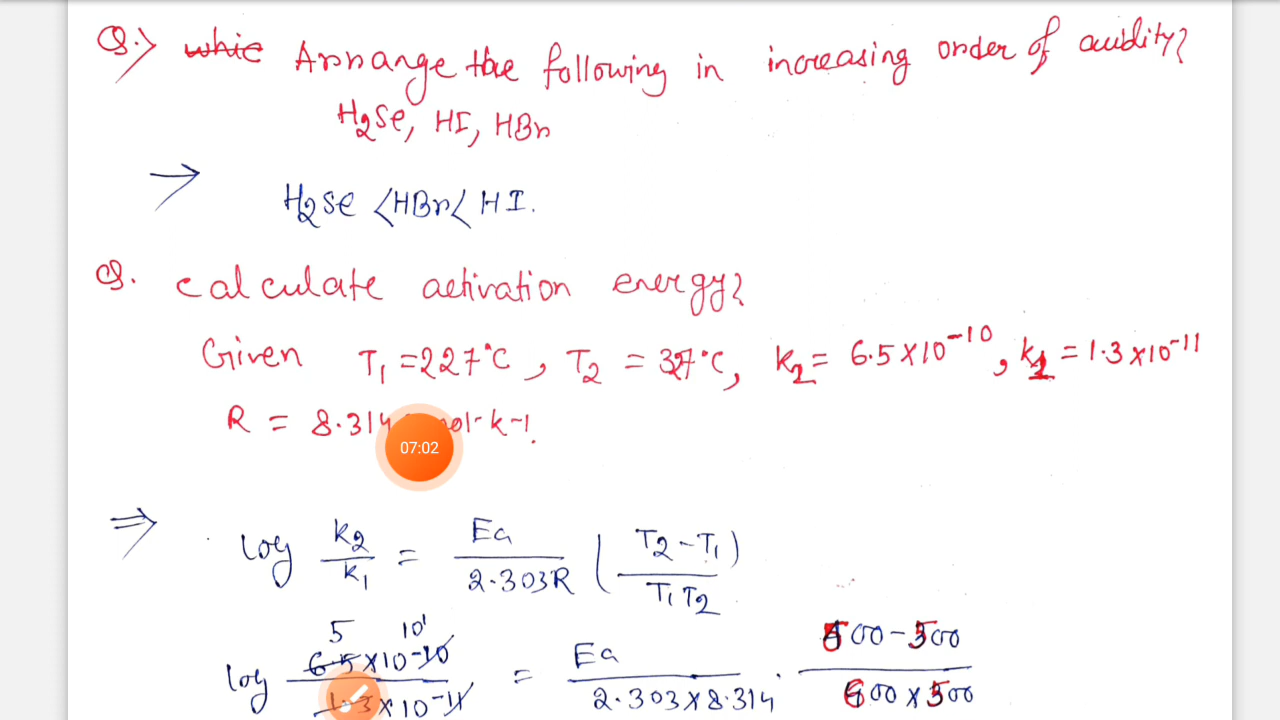 Q.> whic Arrange the following in increasing order of acidity?
H₂Se, HI, HBr
→ H₂Se <HBr< HI.
Q. calculate activation energy?
Given T₁ =227°C, T₂ = 327°C, K₂= 6.5×10⁻¹⁰, k₁ =1.3×10⁻¹¹
R = 8.314 k-1.
07:02
⇒ log K₂/K₁ = Ea/2.303R (T₂-T₁)/T₁T₂
5 10¹
log 6.5×10⁻¹⁰/1.3×10⁻¹¹ = Ea/2.303×8.314 . 600-500/600×500